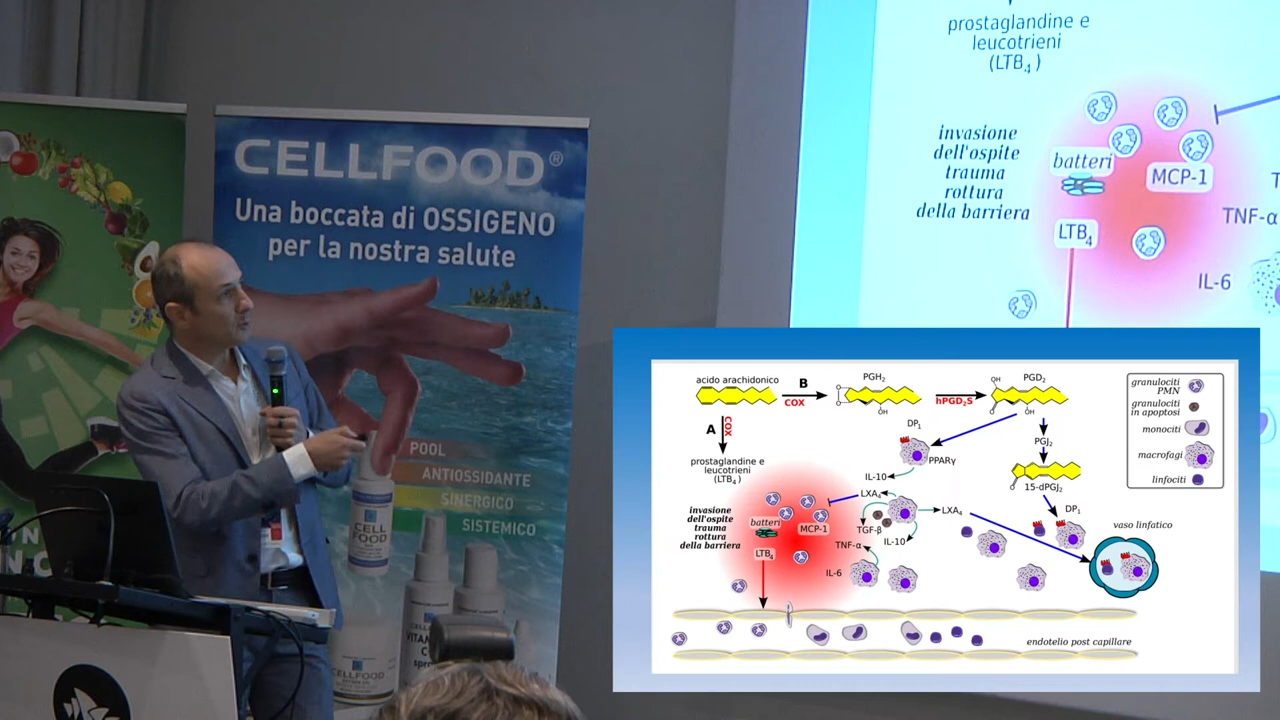 CELLFOOD®
Una boccata di OSSIGENO
per la nostra salute
POOL
ANTIOSSIDANTE
SINERGICO
SISTEMICO
CELL
FOOD
CELLFOOD
prostaglandine e
leucotrieni
(LTB4)
invasione
dell'ospite
trauma
rottura
della barriera
batteri
MCP-1
LTB4
TNF-α
IL-6
acido arachidonico
B
COX
PGH2
OH
hPGD2S
PGD2
OH
O
OH
A
COX
prostaglandine e
leucotrieni
(LTB4)
DP1
PPARγ
IL-10
PGJ2
15-dPGJ2
O
DP1
LXA4
LXA4
TGF-β
IL-10
TNF-α
IL-6
invasione
dell'ospite
trauma
rottura
della barriera
batteri
MCP-1
LTB4
vaso linfatico
endotelio post capillare
granulociti
PMN
granulociti
in apoptosi
monociti
macrofagi
linfociti